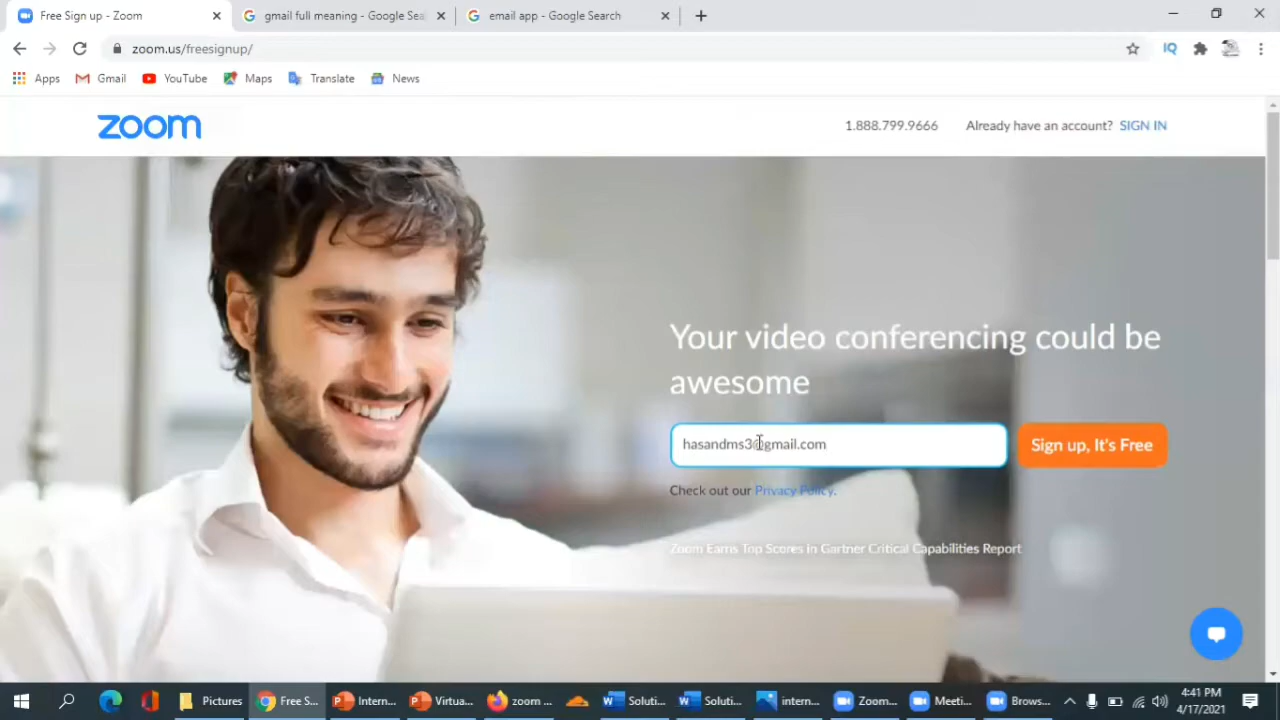 Free Sign up - Zoom
gmail full meaning - Google Sea
email app - Google Search
zoom.us/freesignup/
IQ
Apps
Gmail
YouTube
Maps
Translate
News
zoom
1.888.799.9666
Already have an account? SIGN IN
Your video conferencing could be
awesome
hasandms3@gmail.com
Sign up, It's Free
Check out our Privacy Policy.
Zoom Earns Top Scores in Gartner Critical Capabilities Report
Pictures
Free S...
Intern...
Virtua...
zoom ...
Soluti...
Soluti...
intern...
Zoom...
Meeti...
Brows...
4:41 PM
4/17/2021